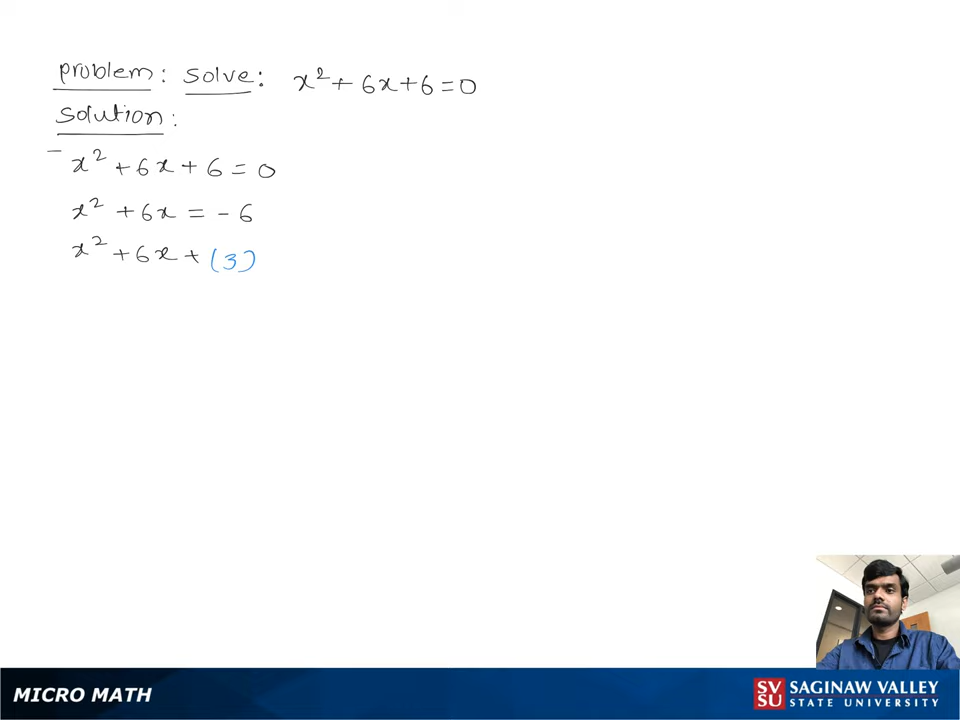 problem: solve: x² + 6x + 6 = 0
solution:
x² + 6x + 6 = 0
x² + 6x = - 6
x² + 6x + (3)
MICRO MATH
SVSU SAGINAW VALLEY STATE UNIVERSITY